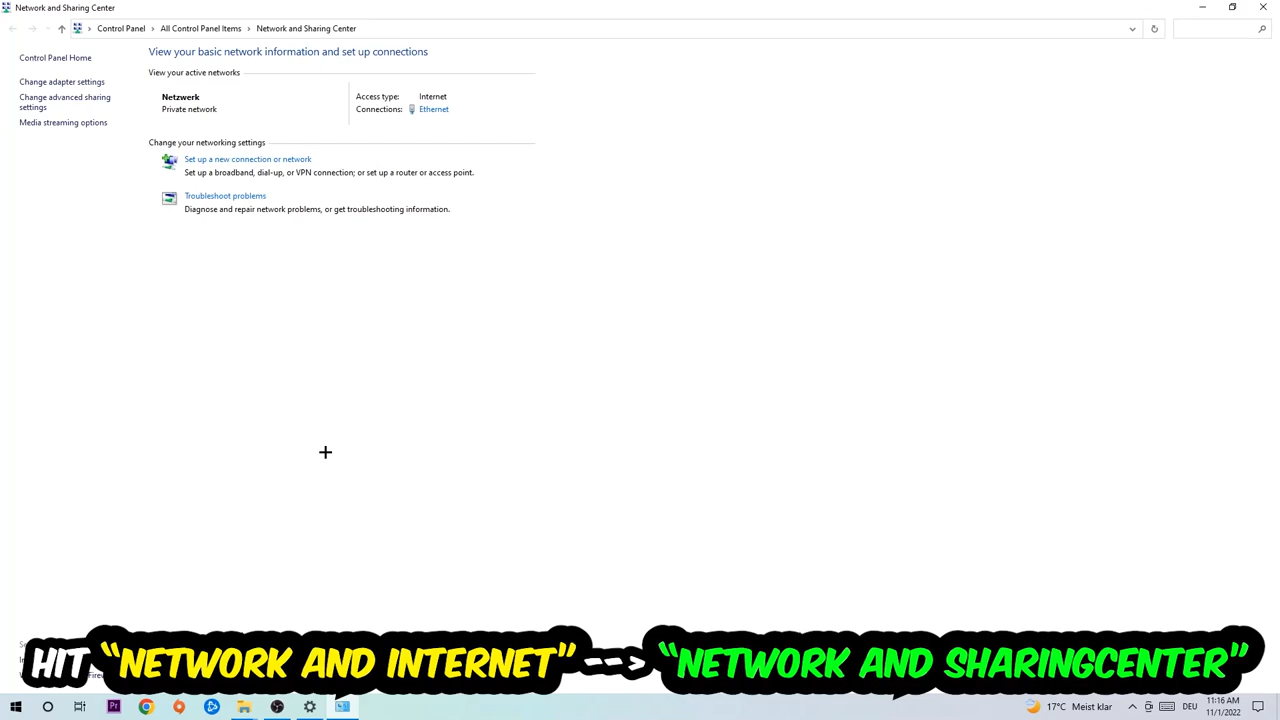 Network and Sharing Center
Control Panel > All Control Panel Items > Network and Sharing Center
Control Panel Home
Change adapter settings
Change advanced sharing
settings
Media streaming options
View your basic network information and set up connections
View your active networks
Netzwerk
Private network
Access type: Internet
Connections: Ethernet
Change your networking settings
Set up a new connection or network
Set up a broadband, dial-up, or VPN connection; or set up a router or access point.
Troubleshoot problems
Diagnose and repair network problems, or get troubleshooting information.
HIT “NETWORK AND INTERNET” --> “NETWORK AND SHARINGCENTER”
Pr
17°C Meist klar
DEU
11:16 AM
11/1/2022